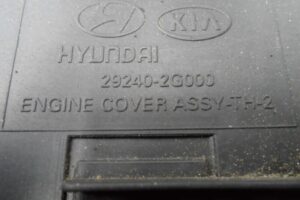 KIA
HYUNDAI
29240-2G000
ENGINE COVER ASSY-TH-2